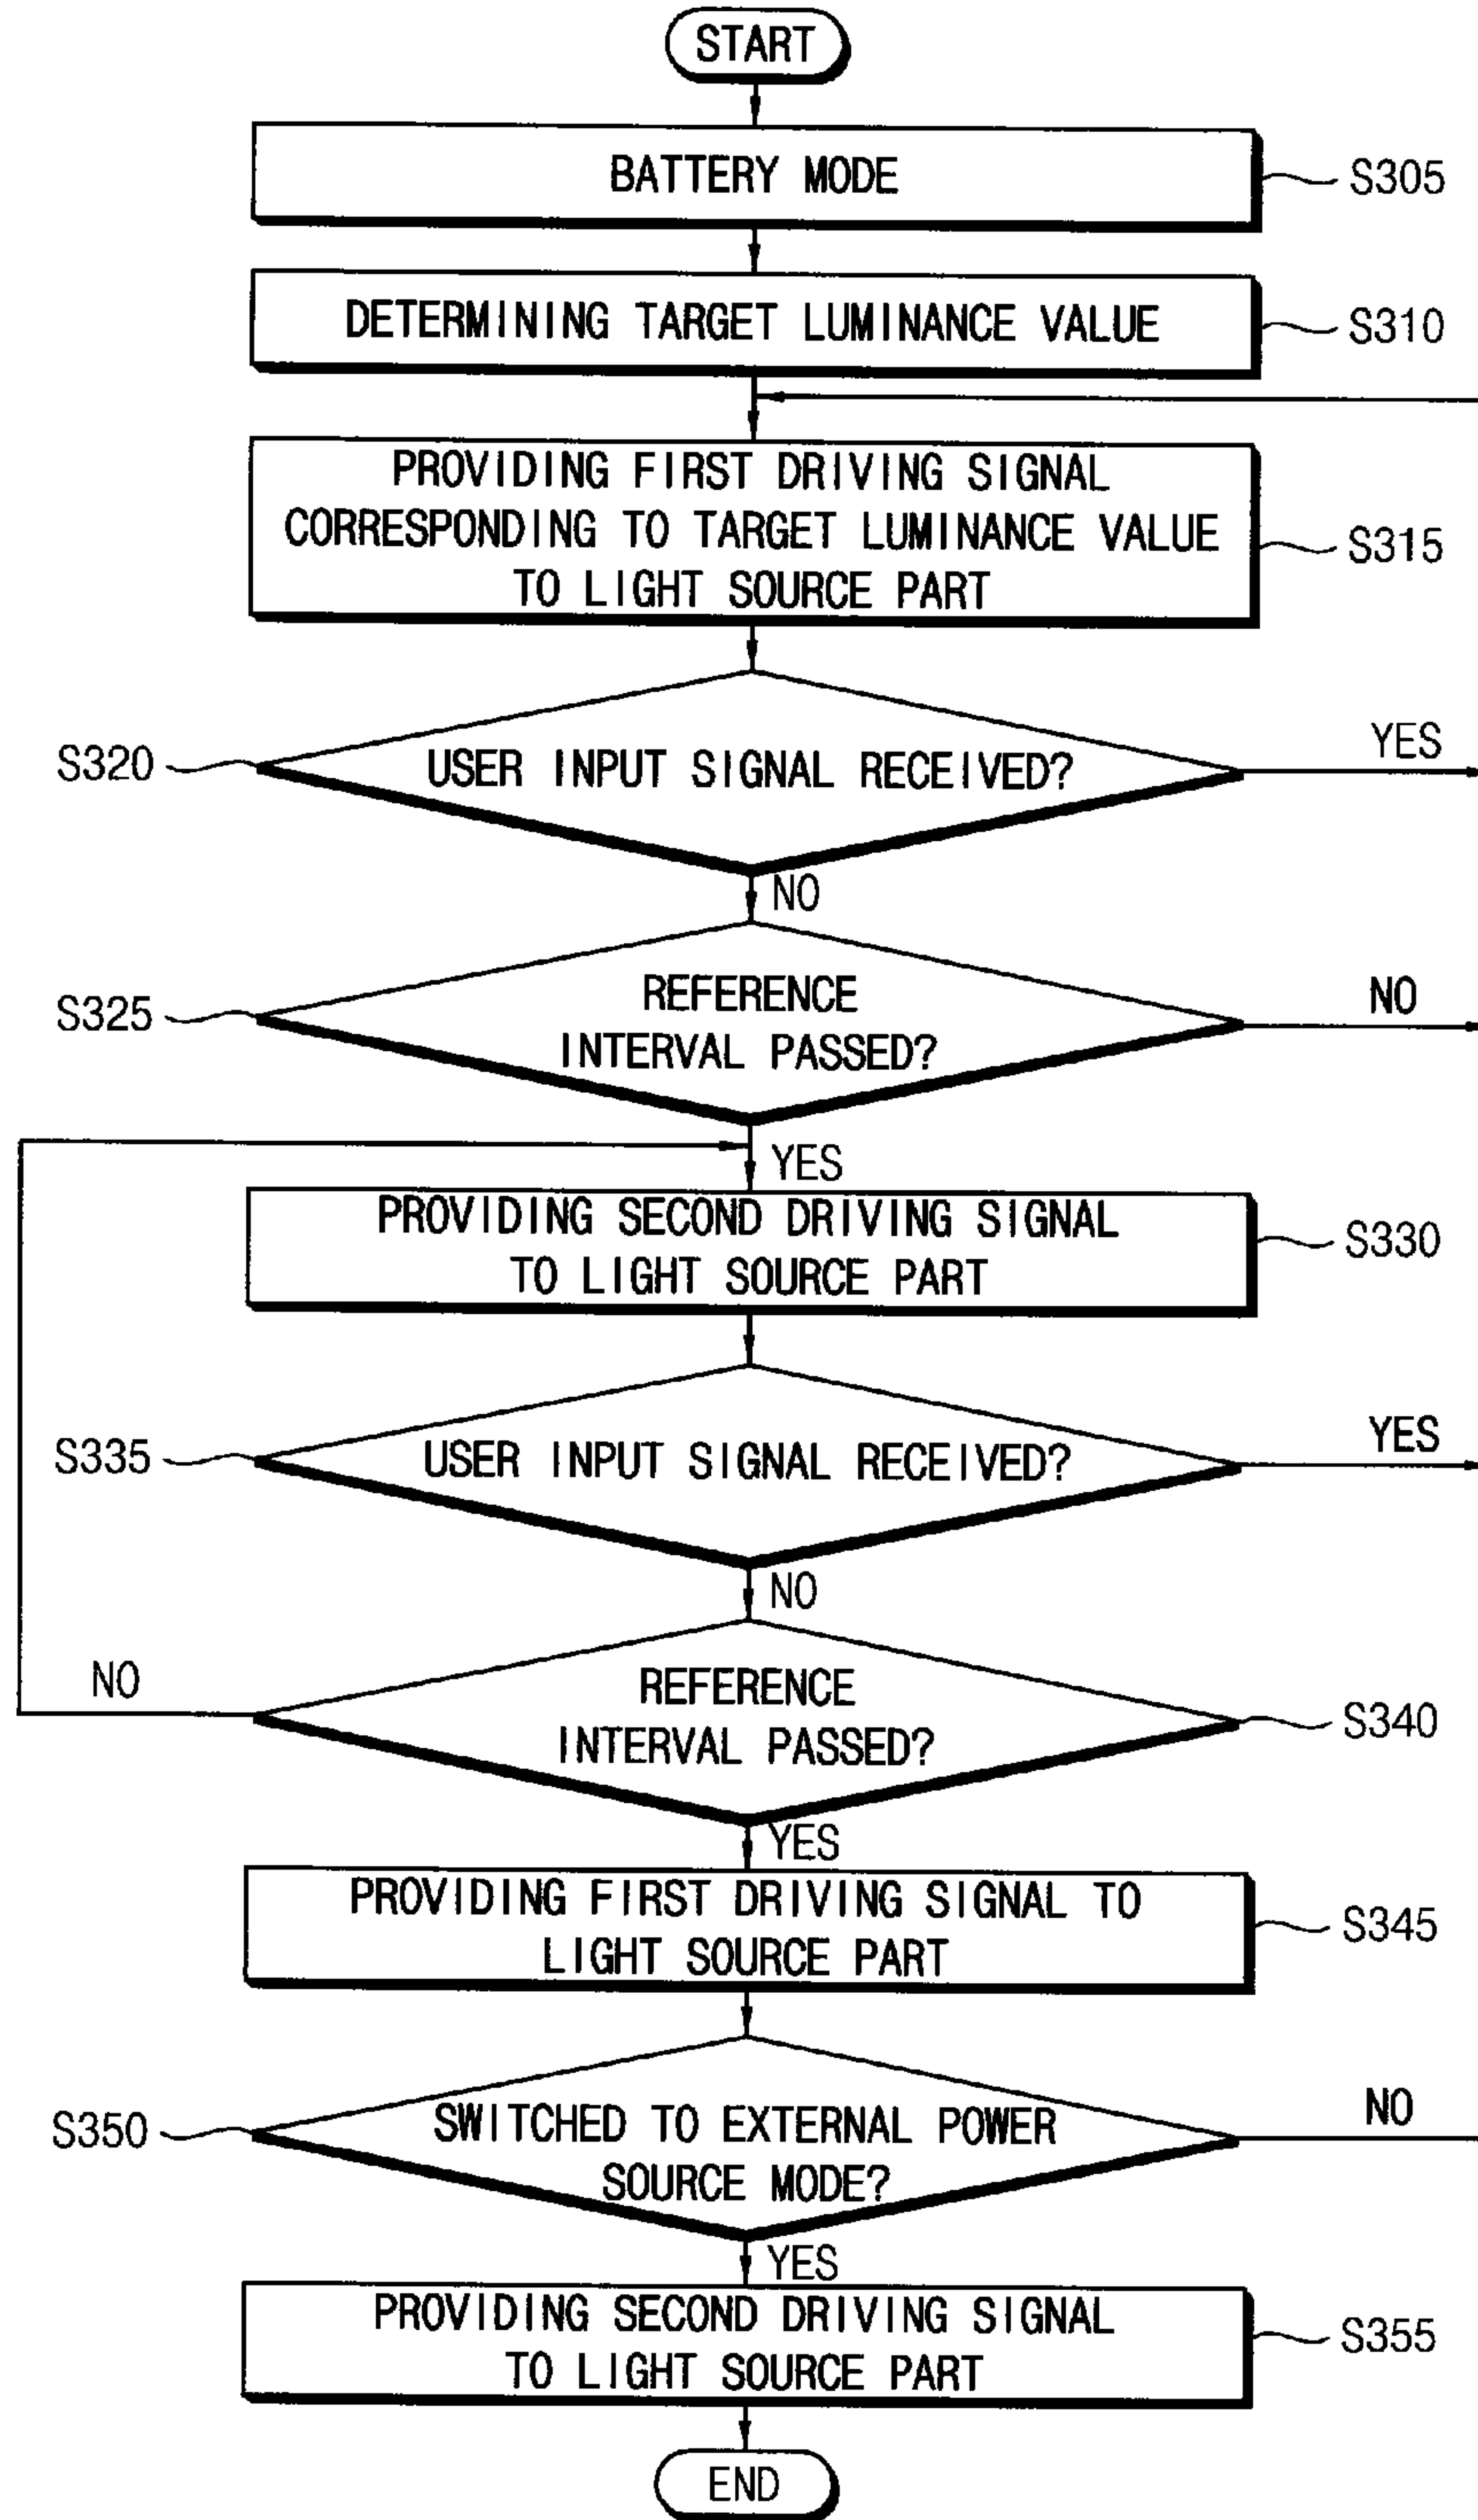 START
BATTERY MODE
S305
DETERMINING TARGET LUMINANCE VALUE
S310
PROVIDING FIRST DRIVING SIGNAL
CORRESPONDING TO TARGET LUMINANCE VALUE
TO LIGHT SOURCE PART
S315
S320
USER INPUT SIGNAL RECEIVED?
YES
NO
S325
REFERENCE
INTERVAL PASSED?
NO
YES
PROVIDING SECOND DRIVING SIGNAL
TO LIGHT SOURCE PART
S330
S335
USER INPUT SIGNAL RECEIVED?
YES
NO
NO
REFERENCE
INTERVAL PASSED?
S340
YES
PROVIDING FIRST DRIVING SIGNAL TO
LIGHT SOURCE PART
S345
S350
SWITCHED TO EXTERNAL POWER
SOURCE MODE?
NO
YES
PROVIDING SECOND DRIVING SIGNAL
TO LIGHT SOURCE PART
S355
END